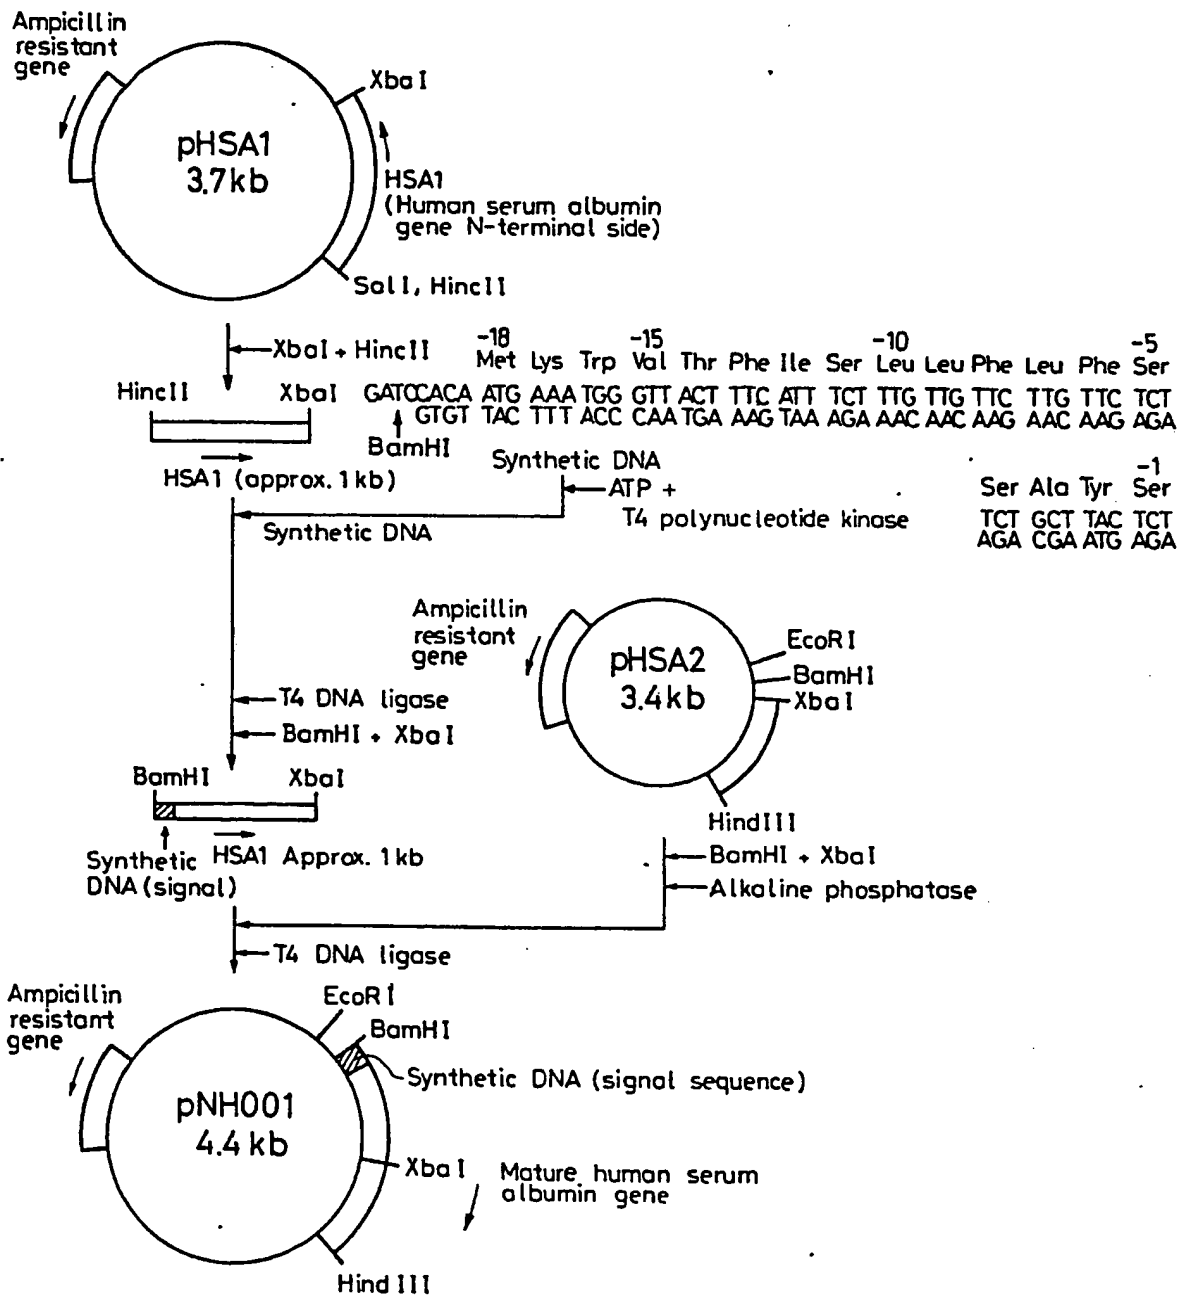 Ampicillin
resistant
gene
XbaI
pHSA1
3.7kb
HSA1
(Human serum albumin
gene N-terminal side)
SalI, HincII
XbaI + HincII
-18 -15 -10 -5
Met Lys Trp Val Thr Phe Ile Ser Leu Leu Phe Leu Phe Ser
HincII XbaI
GATCCACA ATG AAA TGG GTT ACT TTC ATT TCT TTG TTG TTC TTG TTC TCT
GTGT TAC TTT ACC CAA TGA AAG TAA AGA AAC AAC AAG AAC AAG AGA
BamHI
HSA1 (approx. 1kb)
Synthetic DNA
-1
Ser Ala Tyr Ser
TCT GCT TAC TCT
AGA CGA ATG AGA
ATP +
T4 polynucleotide kinase
Synthetic DNA
Ampicillin
resistant
gene
pHSA2
3.4kb
EcoRI
BamHI
XbaI
HindIII
T4 DNA ligase
BamHI + XbaI
BamHI XbaI
HSA1 Approx. 1kb
Synthetic
DNA (signal)
BamHI + XbaI
Alkaline phosphatase
T4 DNA ligase
Ampicillin
resistant
gene
EcoRI
BamHI
Synthetic DNA (signal sequence)
pNH001
4.4kb
XbaI
Mature human serum
albumin gene
Hind III